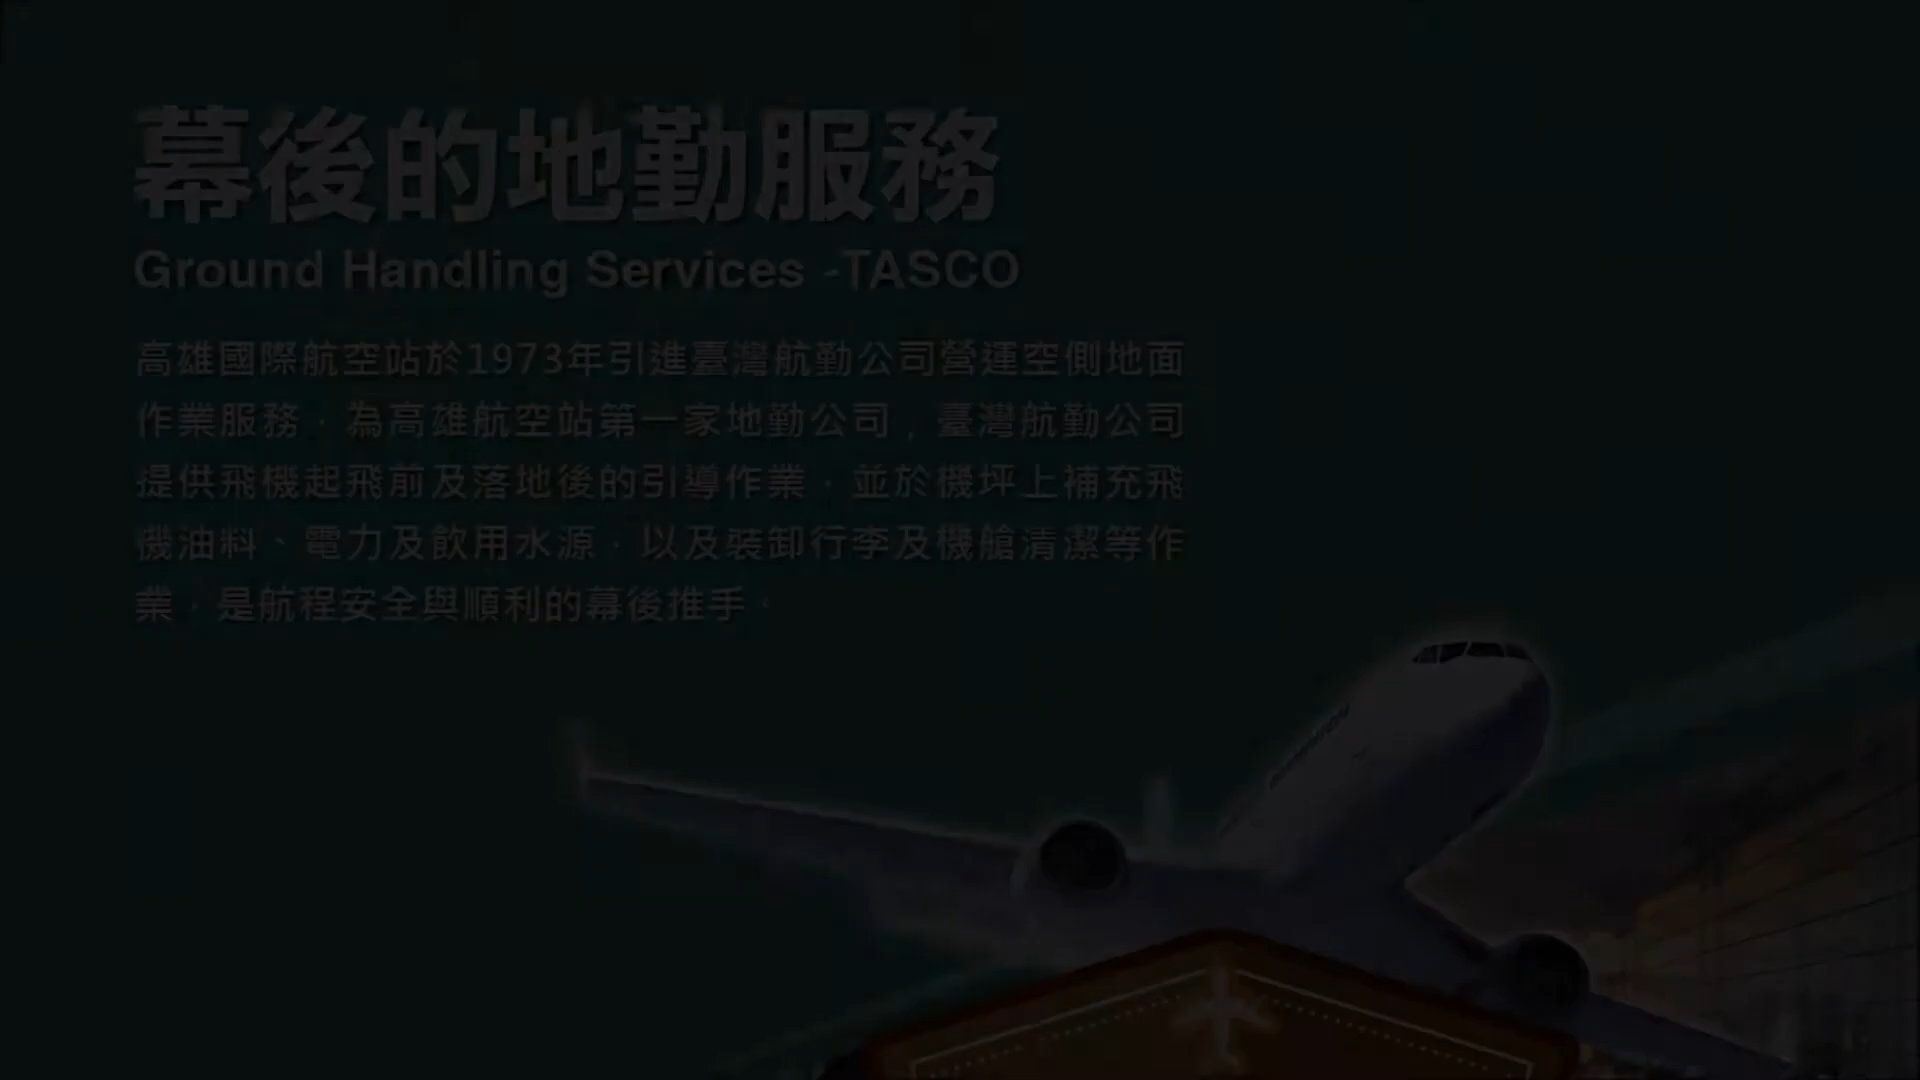 幕後的地勤服務
Ground Handling Services -TASCO
高雄國際航空站於1973年引進臺灣航勤公司營運空側地面
作業服務，為高雄航空站第一家地勤公司，臺灣航勤公司
提供飛機起飛前及落地後的引導作業，並於機坪上補充飛
機油料、電力及飲用水源，以及裝卸行李及機艙清潔等作
業，是航程安全與順利的幕後推手。